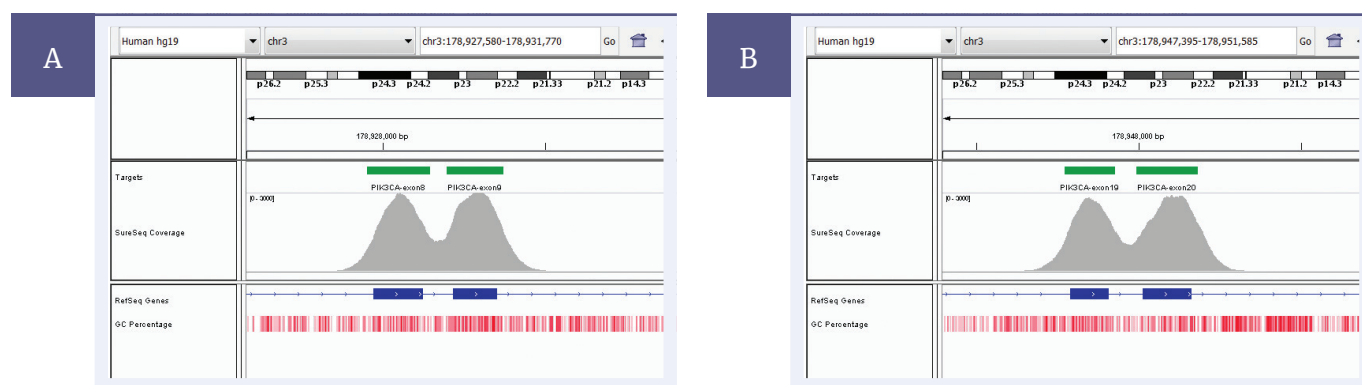 A
Human hg19
chr3
chr3:178,927,580-178,931,770
Go
p26.2 p25.3 p24.3 p24.2 p23 p22.2 p21.33 p21.2 p14.3
178,928,000 bp
Targets
PIK3CA-exon8 PIK3CA-exon9
[0 - 3000]
SureSeq Coverage
RefSeq Genes
GC Percentage
B
Human hg19
chr3
chr3:178,947,395-178,951,585
Go
p26.2 p25.3 p24.3 p24.2 p23 p22.2 p21.33 p21.2 p14.3
178,948,000 bp
Targets
PIK3CA-exon19 PIK3CA-exon20
[0 - 3000]
SureSeq Coverage
RefSeq Genes
GC Percentage